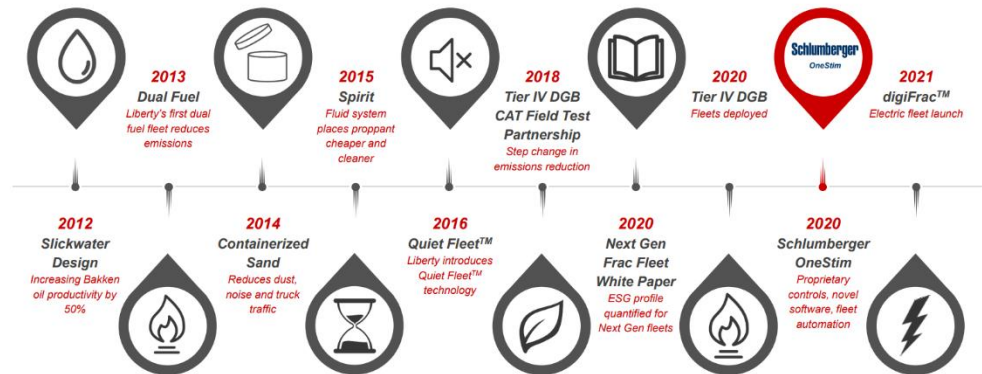 2013
Dual Fuel
Liberty's first dual
fuel fleet reduces
emissions
2015
Spirit
Fluid system
places proppant
cheaper and
cleaner
2018
Tier IV DGB
CAT Field Test
Partnership
Step change in
emissions reduction
2020
Tier IV DGB
Fleets deployed
Schlumberger
OneStim
2021
digiFrac™
Electric fleet launch
2012
Slickwater
Design
Increasing Bakken
oil productivity by
50%
2014
Containerized
Sand
Reduces dust,
noise and truck
traffic
2016
Quiet Fleet™
Liberty introduces
Quiet Fleet™
technology
2020
Next Gen
Frac Fleet
White Paper
ESG profile
quantified for
Next Gen fleets
2020
Schlumberger
OneStim
Proprietary
controls, novel
software, fleet
automation